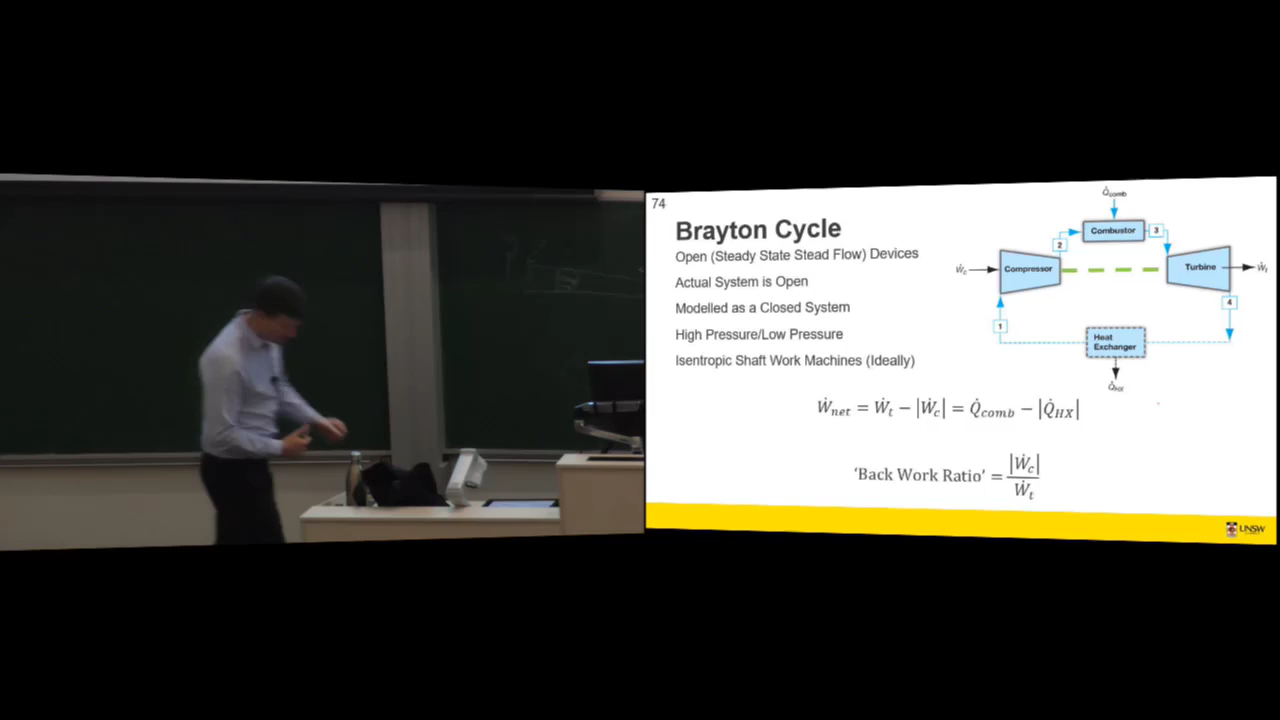 74
Brayton Cycle
Open (Steady State Stead Flow) Devices
Actual System is Open
Modelled as a Closed System
High Pressure/Low Pressure
Isentropic Shaft Work Machines (Ideally)
Q̇comb
Combustor
2
3
Ẇc
Compressor
Turbine
Ẇt
1
4
Heat
Exchanger
Q̇HX
Ẇnet = Ẇt − |Ẇc| = Q̇comb − |Q̇HX|
'Back Work Ratio' = |Ẇc| / Ẇt
UNSW